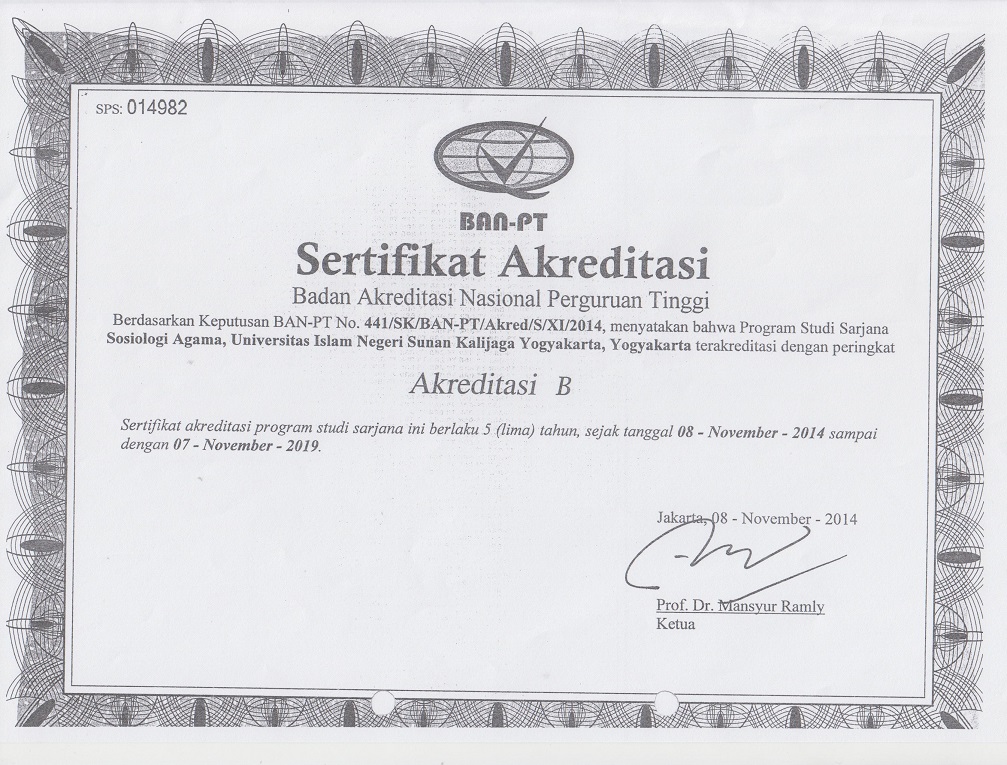 SPS: 014982
BAN-PT
Sertifikat Akreditasi
Badan Akreditasi Nasional Perguruan Tinggi
Berdasarkan Keputusan BAN-PT No. 441/SK/BAN-PT/Akred/S/XI/2014, menyatakan bahwa Program Studi Sarjana
Sosiologi Agama, Universitas Islam Negeri Sunan Kalijaga Yogyakarta, Yogyakarta terakreditasi dengan peringkat
Akreditasi B
Sertifikat akreditasi program studi sarjana ini berlaku 5 (lima) tahun, sejak tanggal 08 - November - 2014 sampai
dengan 07 - November - 2019.
Jakarta, 08 - November - 2014
Prof. Dr. Mansyur Ramly
Ketua